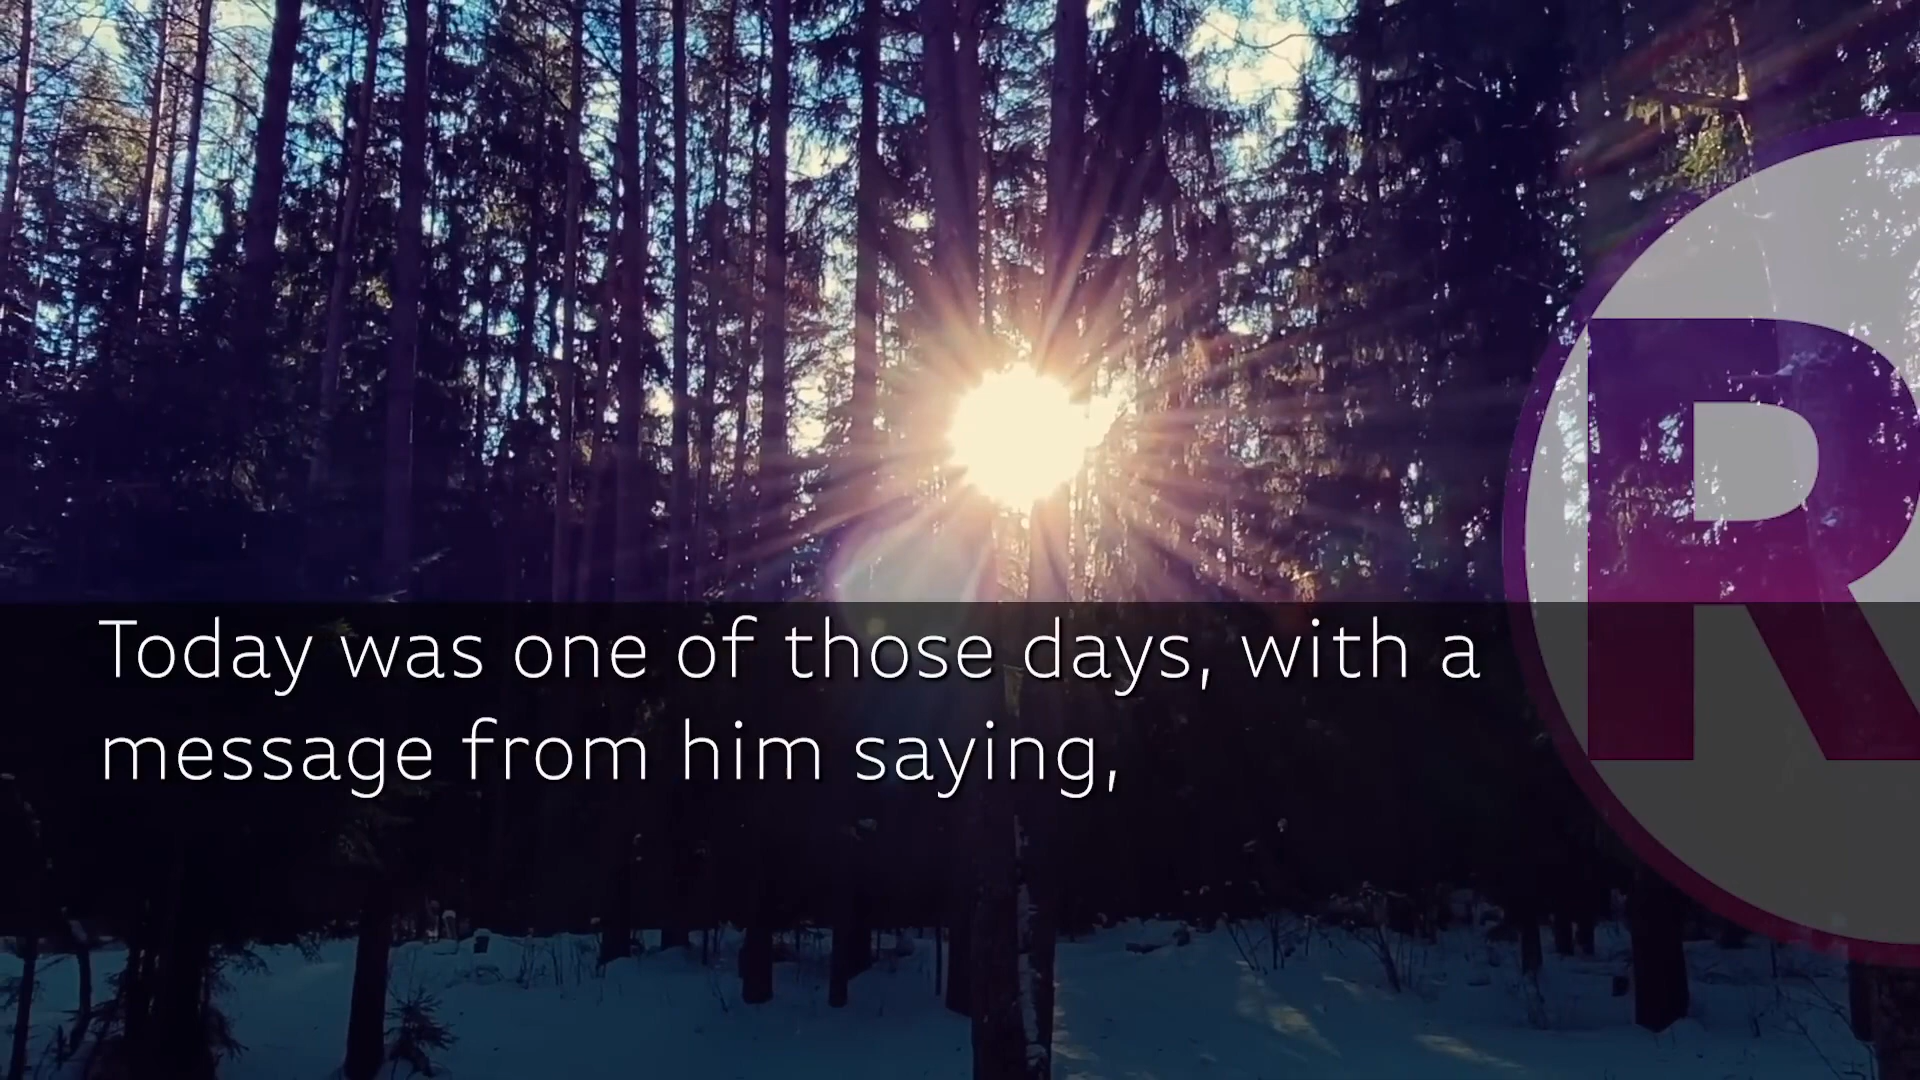 Today was one of those days, with a
message from him saying,
R